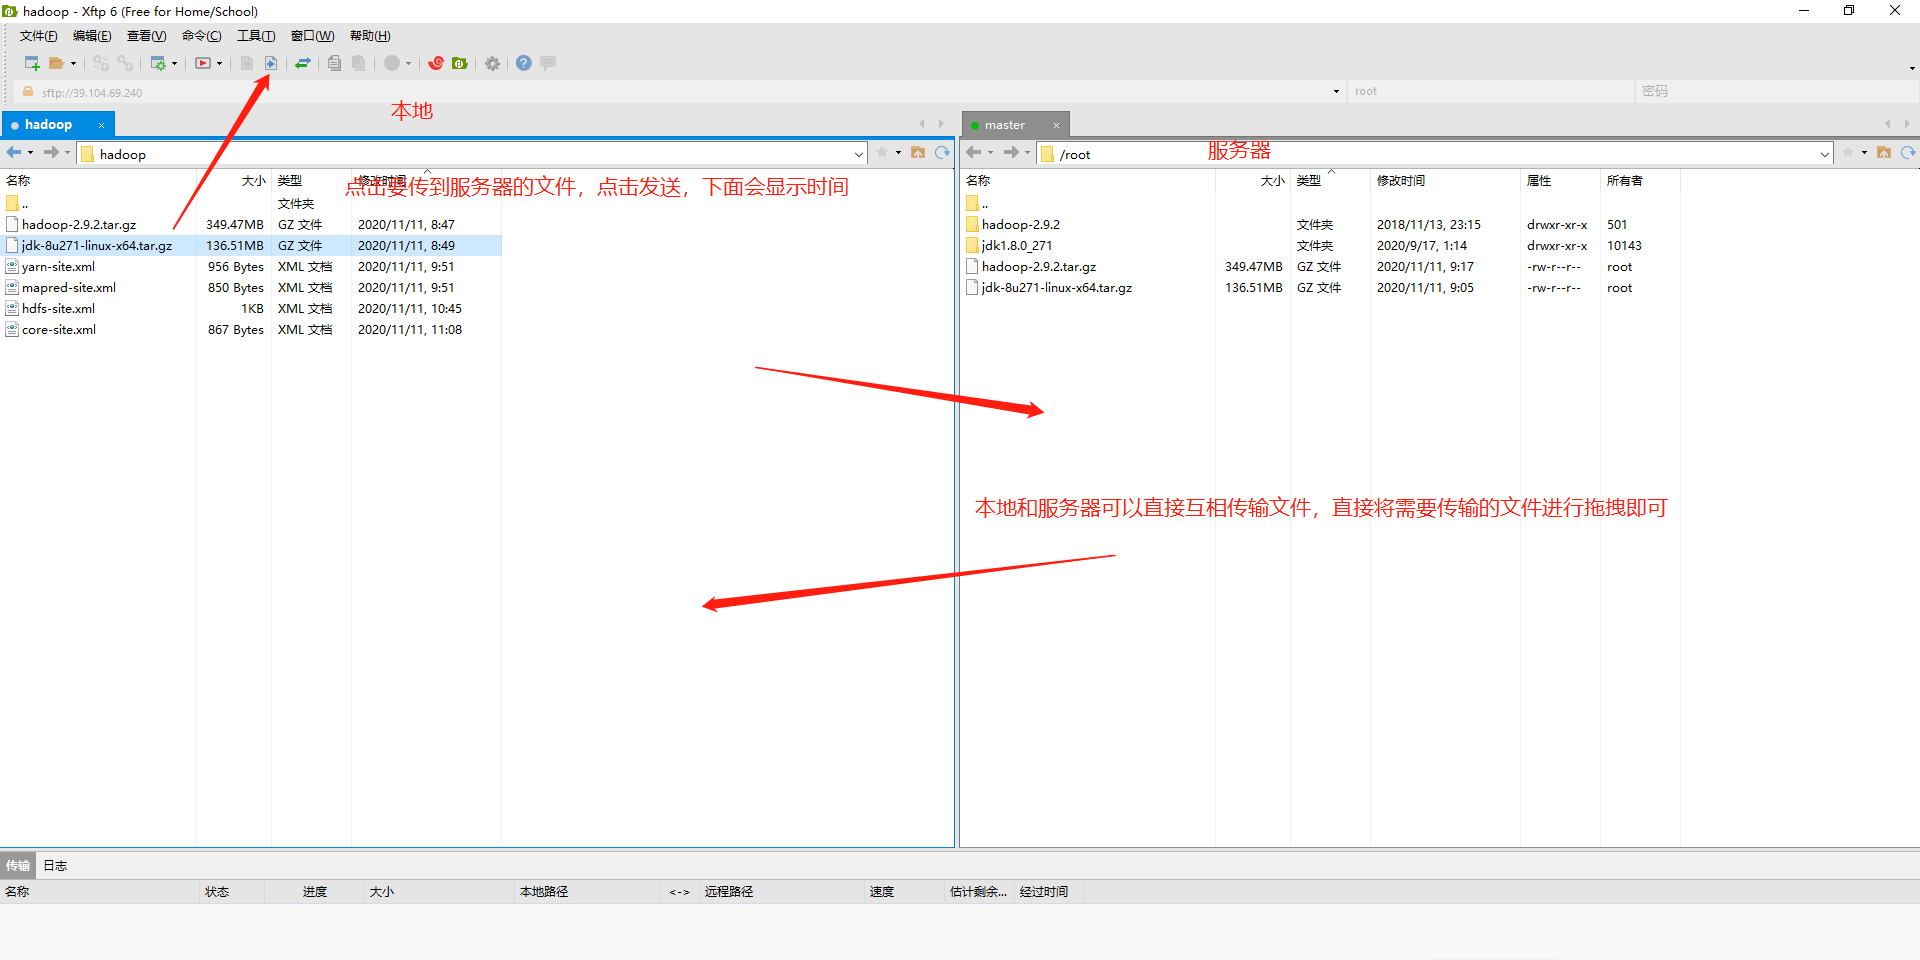 hadoop - Xftp 6 (Free for Home/School)
文件(F) 编辑(E) 查看(V) 命令(C) 工具(T) 窗口(W) 帮助(H)
sftp://39.104.69.240 root 密码
本地
hadoop × master ×
hadoop /root
服务器
名称 大小 类型 修改时间
点击要传到服务器的文件，点击发送，下面会显示时间
.. 文件夹
hadoop-2.9.2.tar.gz 349.47MB GZ 文件 2020/11/11, 8:47
jdk-8u271-linux-x64.tar.gz 136.51MB GZ 文件 2020/11/11, 8:49
yarn-site.xml 956 Bytes XML 文档 2020/11/11, 9:51
mapred-site.xml 850 Bytes XML 文档 2020/11/11, 9:51
hdfs-site.xml 1KB XML 文档 2020/11/11, 10:45
core-site.xml 867 Bytes XML 文档 2020/11/11, 11:08
名称 大小 类型 修改时间 属性 所有者
..
hadoop-2.9.2 文件夹 2018/11/13, 23:15 drwxr-xr-x 501
jdk1.8.0_271 文件夹 2020/9/17, 1:14 drwxr-xr-x 10143
hadoop-2.9.2.tar.gz 349.47MB GZ 文件 2020/11/11, 9:17 -rw-r--r-- root
jdk-8u271-linux-x64.tar.gz 136.51MB GZ 文件 2020/11/11, 9:05 -rw-r--r-- root
本地和服务器可以直接互相传输文件，直接将需要传输的文件进行拖拽即可
传输 日志
名称 状态 进度 大小 本地路径 <-> 远程路径 速度 估计剩余... 经过时间